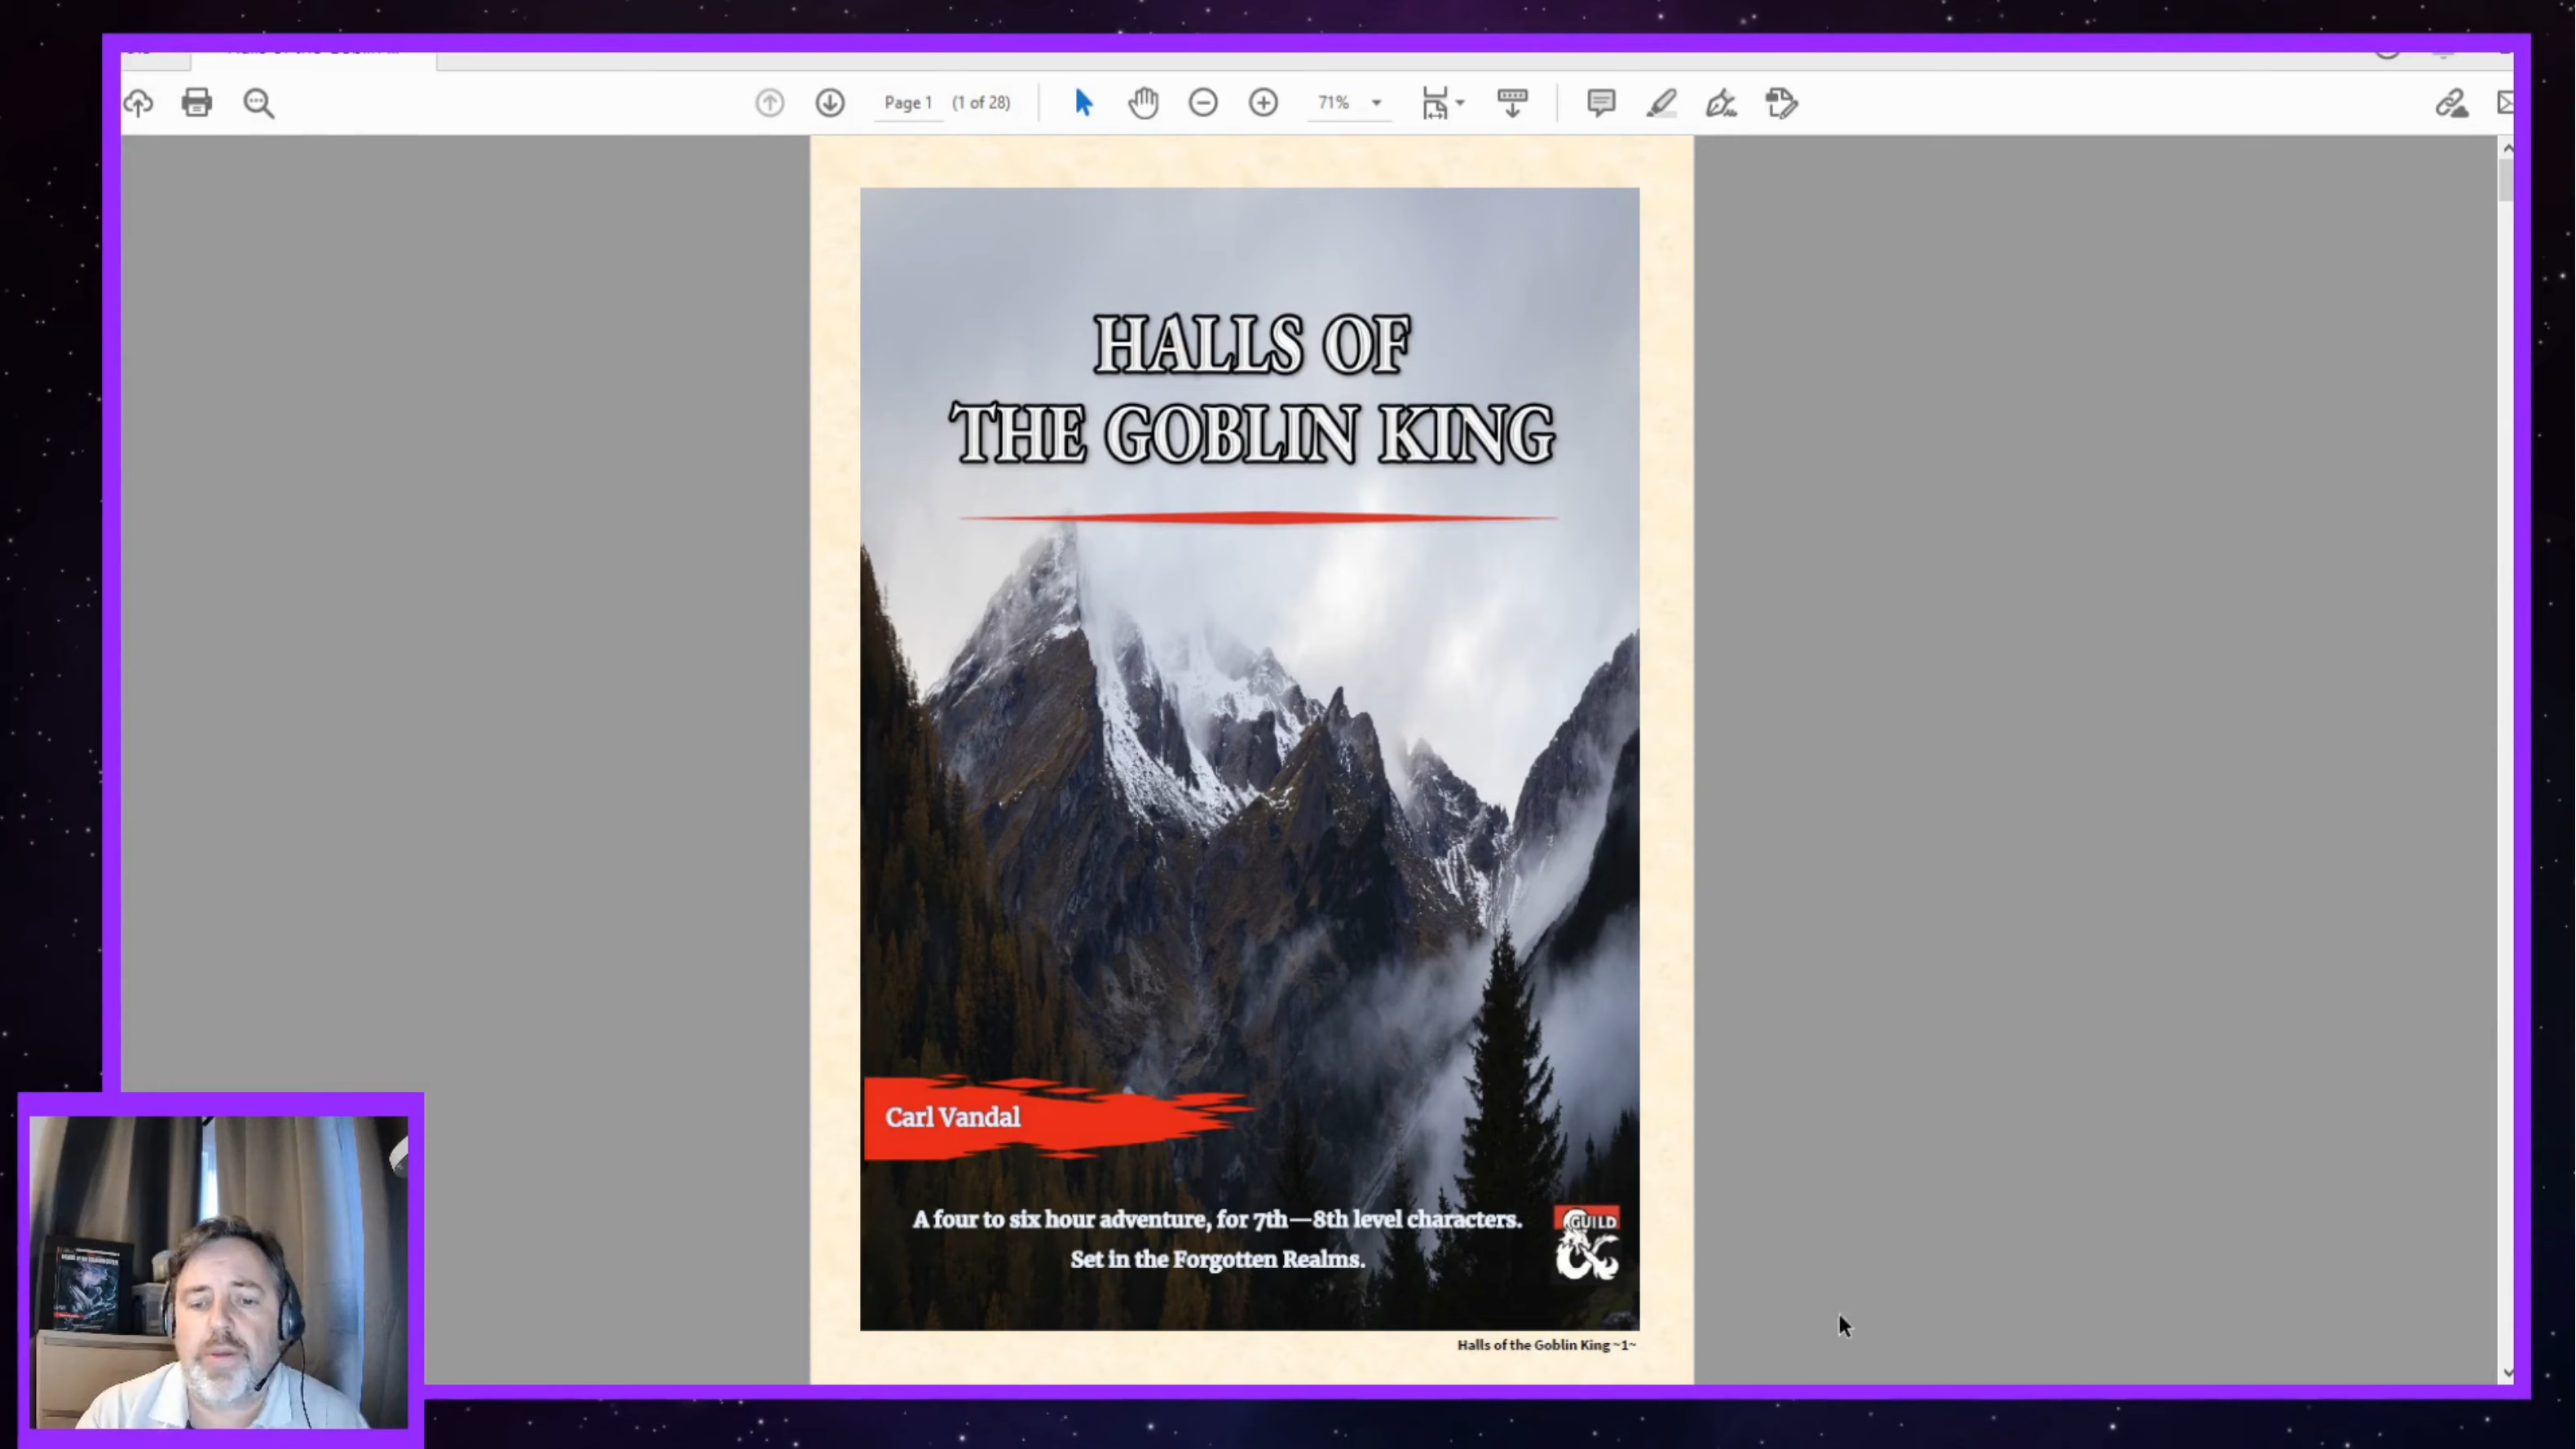 Page 1 (1 of 28)
71%
HALLS OF
THE GOBLIN KING
Carl Vandal
A four to six hour adventure, for 7th—8th level characters.
Set in the Forgotten Realms.
GUILD
Halls of the Goblin King ~1~